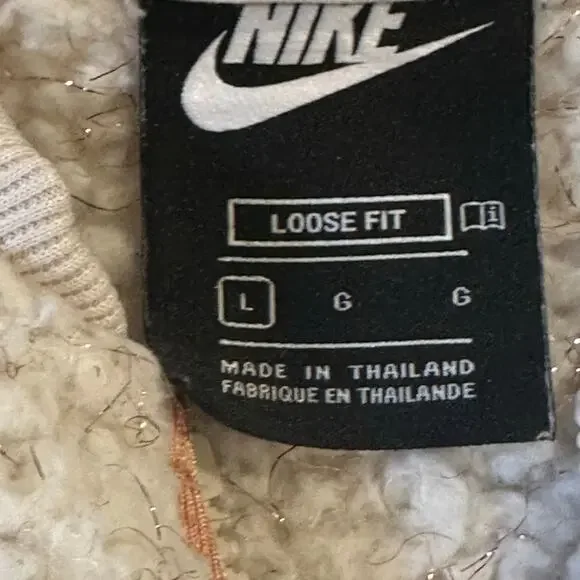 NIKE
LOOSE FIT
L G G
MADE IN THAILAND
FABRIQUE EN THAILANDE